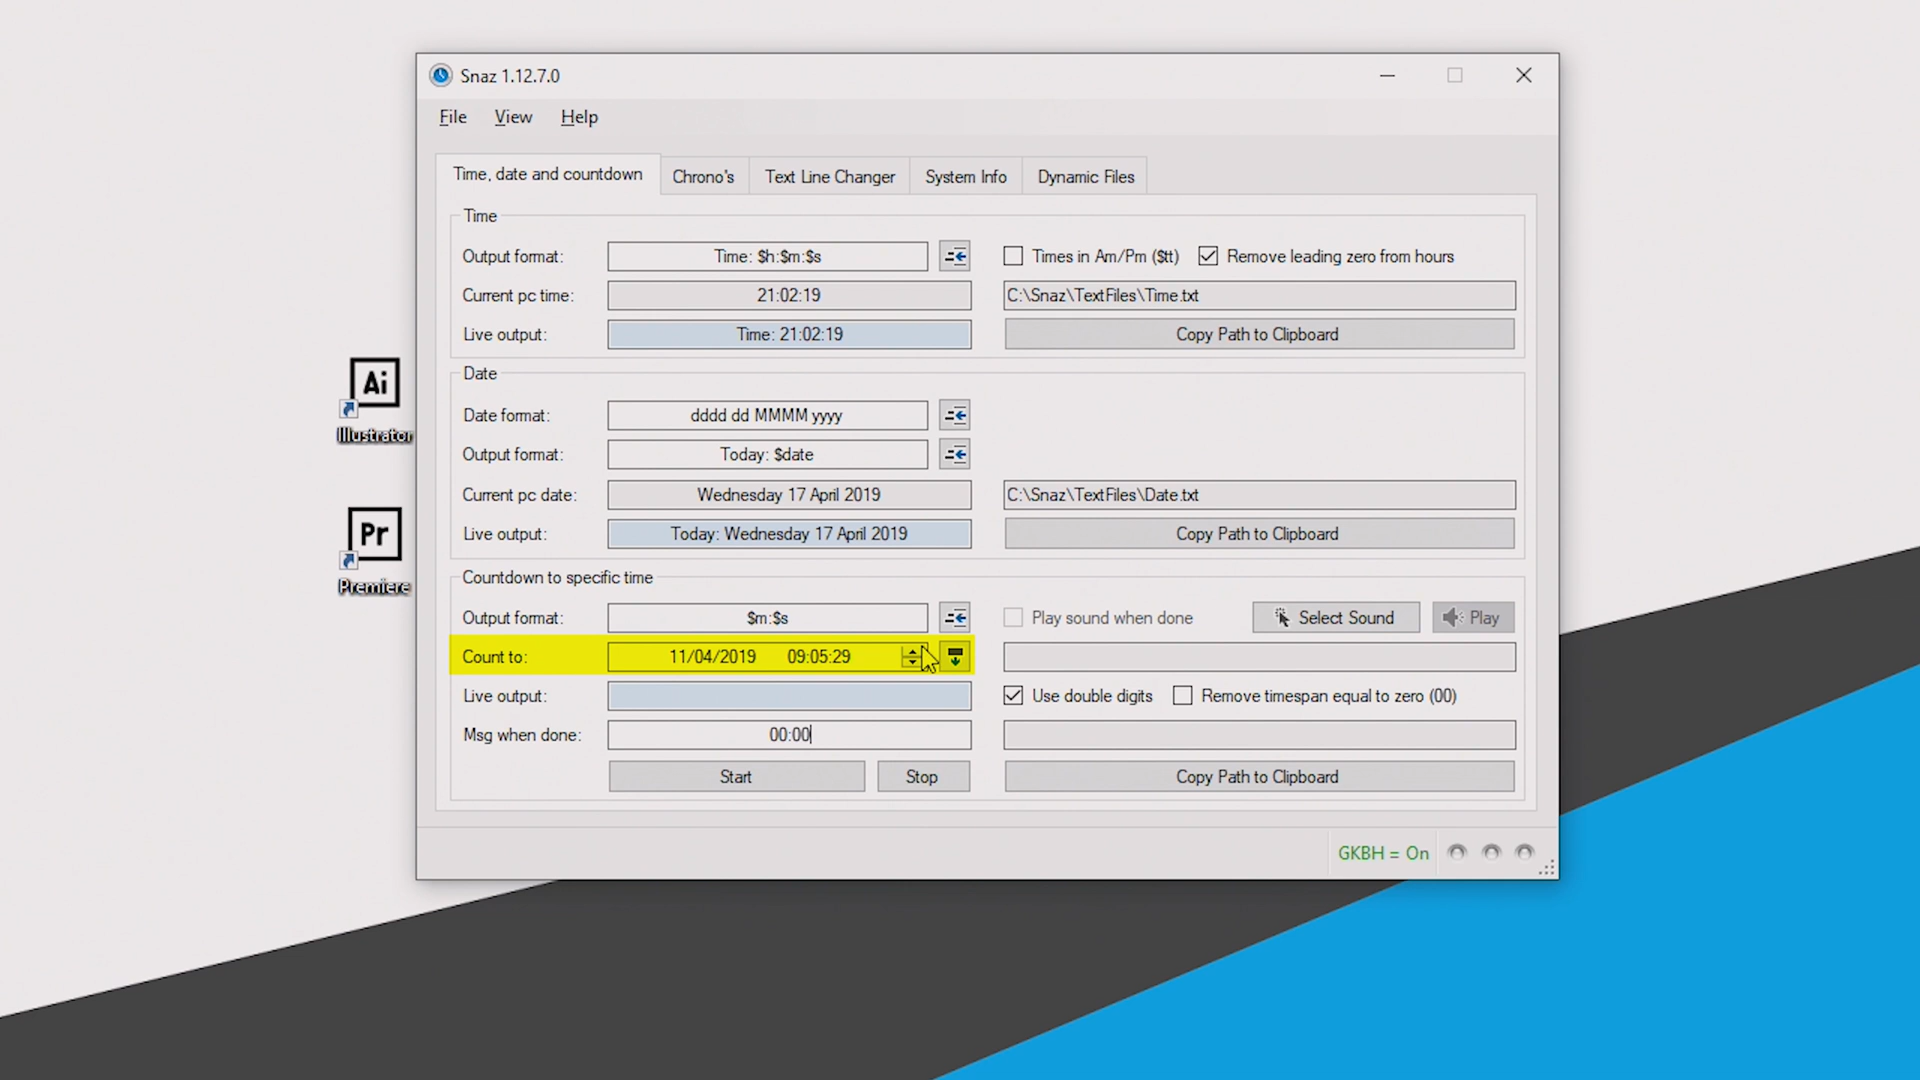 Snaz 1.12.7.0
File View Help
Time, date and countdown Chrono's Text Line Changer System Info Dynamic Files
Time
Output format: Time: $h:$m:$s Times in Am/Pm ($tt) Remove leading zero from hours
Current pc time: 21:02:19 C:\Snaz\TextFiles\Time.txt
Live output: Time: 21:02:19 Copy Path to Clipboard
Date
Date format: dddd dd MMMM yyyy
Output format: Today: $date
Current pc date: Wednesday 17 April 2019 C:\Snaz\TextFiles\Date.txt
Live output: Today: Wednesday 17 April 2019 Copy Path to Clipboard
Countdown to specific time
Output format: $m:$s Play sound when done Select Sound Play
Count to: 11/04/2019 09:05:29
Live output: Use double digits Remove timespan equal to zero (00)
Msg when done: 00:00
Start Stop Copy Path to Clipboard
GKBH = On
Ai
Illustrator
Pr
Premiere